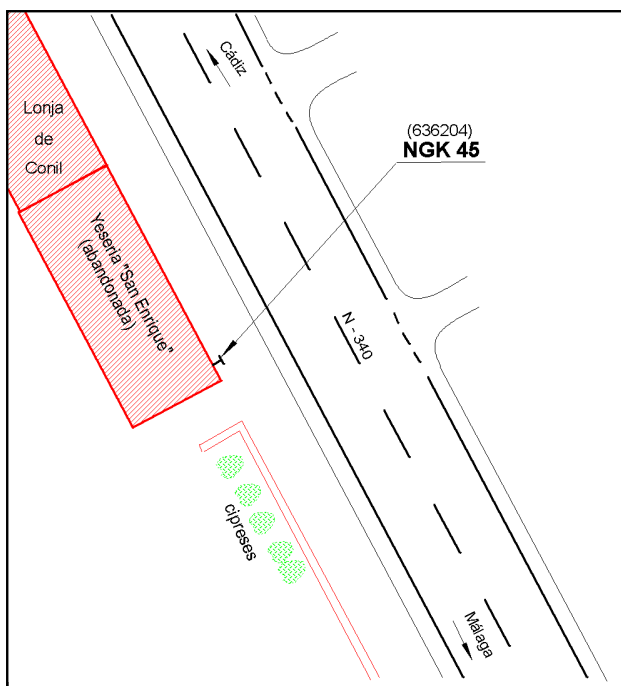 Cádiz
Lonja
de
Conil
(636204)
NGK 45
Yesería "San Enrique"
(abandonada)
N - 340
cipreses
Málaga